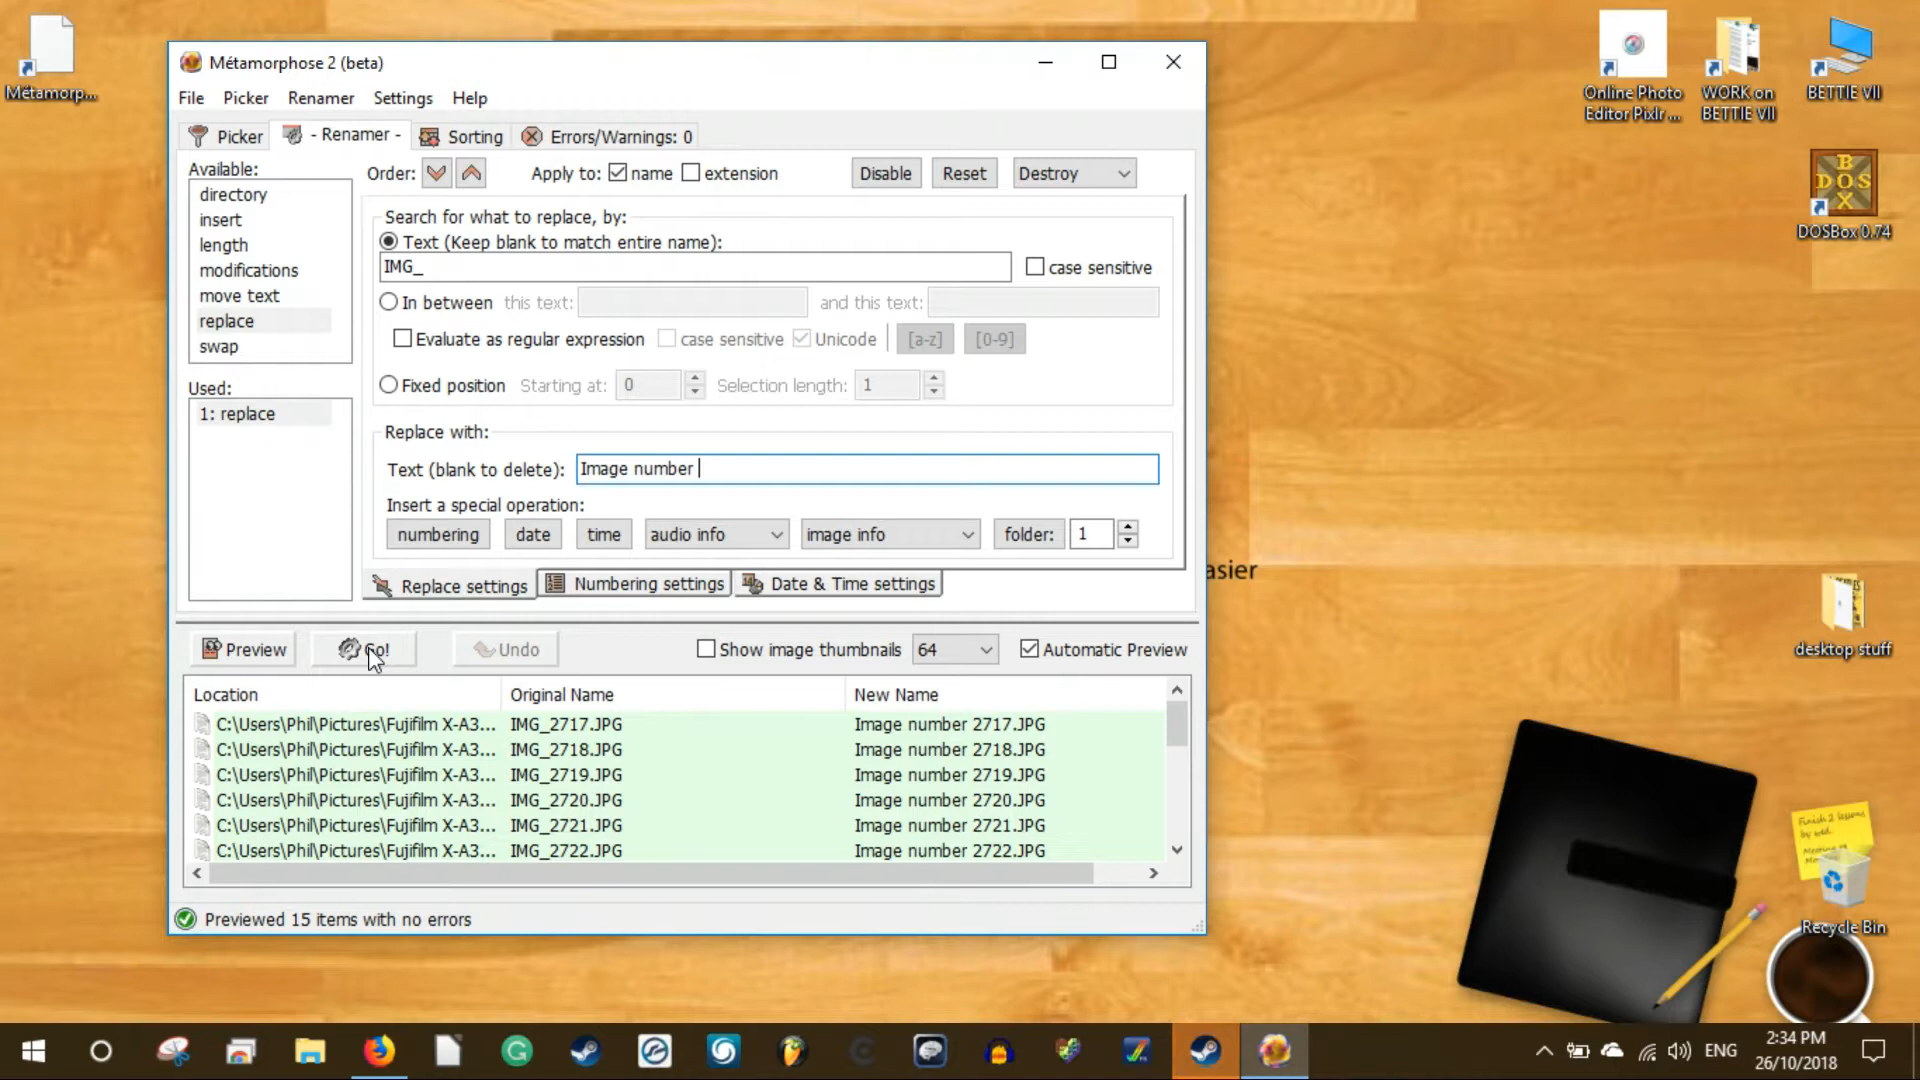 Métamorp...
Métamorphose 2 (beta)
File Picker Renamer Settings Help
Picker - Renamer - Sorting Errors/Warnings: 0
Available:
directory
insert
length
modifications
move text
replace
swap
Used:
1: replace
Order: Apply to: name extension Disable Reset Destroy
Search for what to replace, by:
Text (Keep blank to match entire name):
IMG_ case sensitive
In between this text: and this text:
Evaluate as regular expression case sensitive Unicode [a-z] [0-9]
Fixed position Starting at: 0 Selection length: 1
Replace with:
Text (blank to delete): Image number
Insert a special operation:
numbering date time audio info image info folder: 1
Replace settings Numbering settings Date & Time settings
Preview Go! Undo Show image thumbnails 64 Automatic Preview
Location Original Name New Name
C:\Users\Phil\Pictures\Fujifilm X-A3... IMG_2717.JPG Image number 2717.JPG
C:\Users\Phil\Pictures\Fujifilm X-A3... IMG_2718.JPG Image number 2718.JPG
C:\Users\Phil\Pictures\Fujifilm X-A3... IMG_2719.JPG Image number 2719.JPG
C:\Users\Phil\Pictures\Fujifilm X-A3... IMG_2720.JPG Image number 2720.JPG
C:\Users\Phil\Pictures\Fujifilm X-A3... IMG_2721.JPG Image number 2721.JPG
C:\Users\Phil\Pictures\Fujifilm X-A3... IMG_2722.JPG Image number 2722.JPG
Previewed 15 items with no errors
asier
Online Photo
Editor Pixlr ...
WORK on
BETTIE VII
BETTIE VII
BOX
DOS
X
DOSBox 0.74
desktop stuff
Finish 2 lessons
by wed.
Recycle Bin
ENG
2:34 PM
26/10/2018